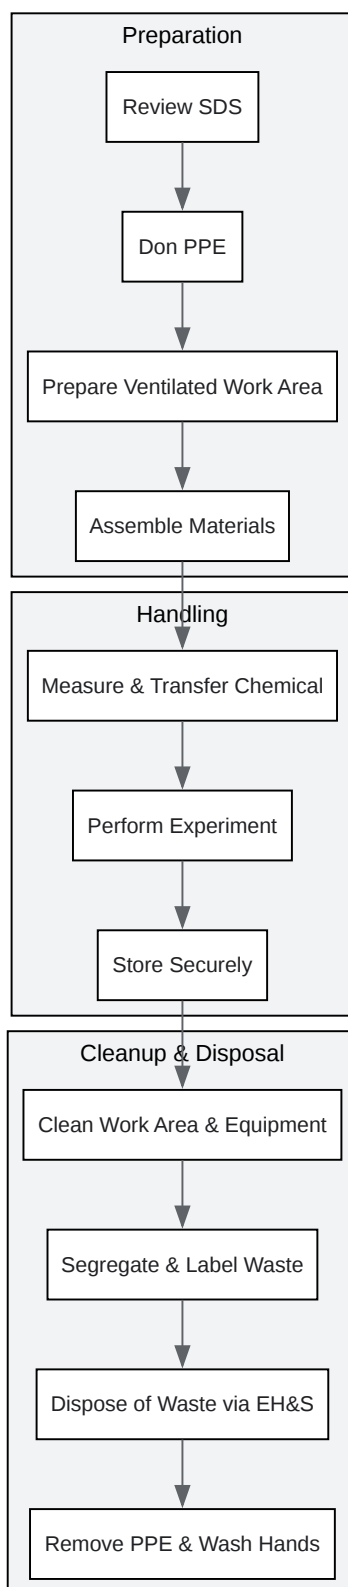 Preparation
Review SDS
Don PPE
Prepare Ventilated Work Area
Assemble Materials
Handling
Measure & Transfer Chemical
Perform Experiment
Store Securely
Cleanup & Disposal
Clean Work Area & Equipment
Segregate & Label Waste
Dispose of Waste via EH&S
Remove PPE & Wash Hands